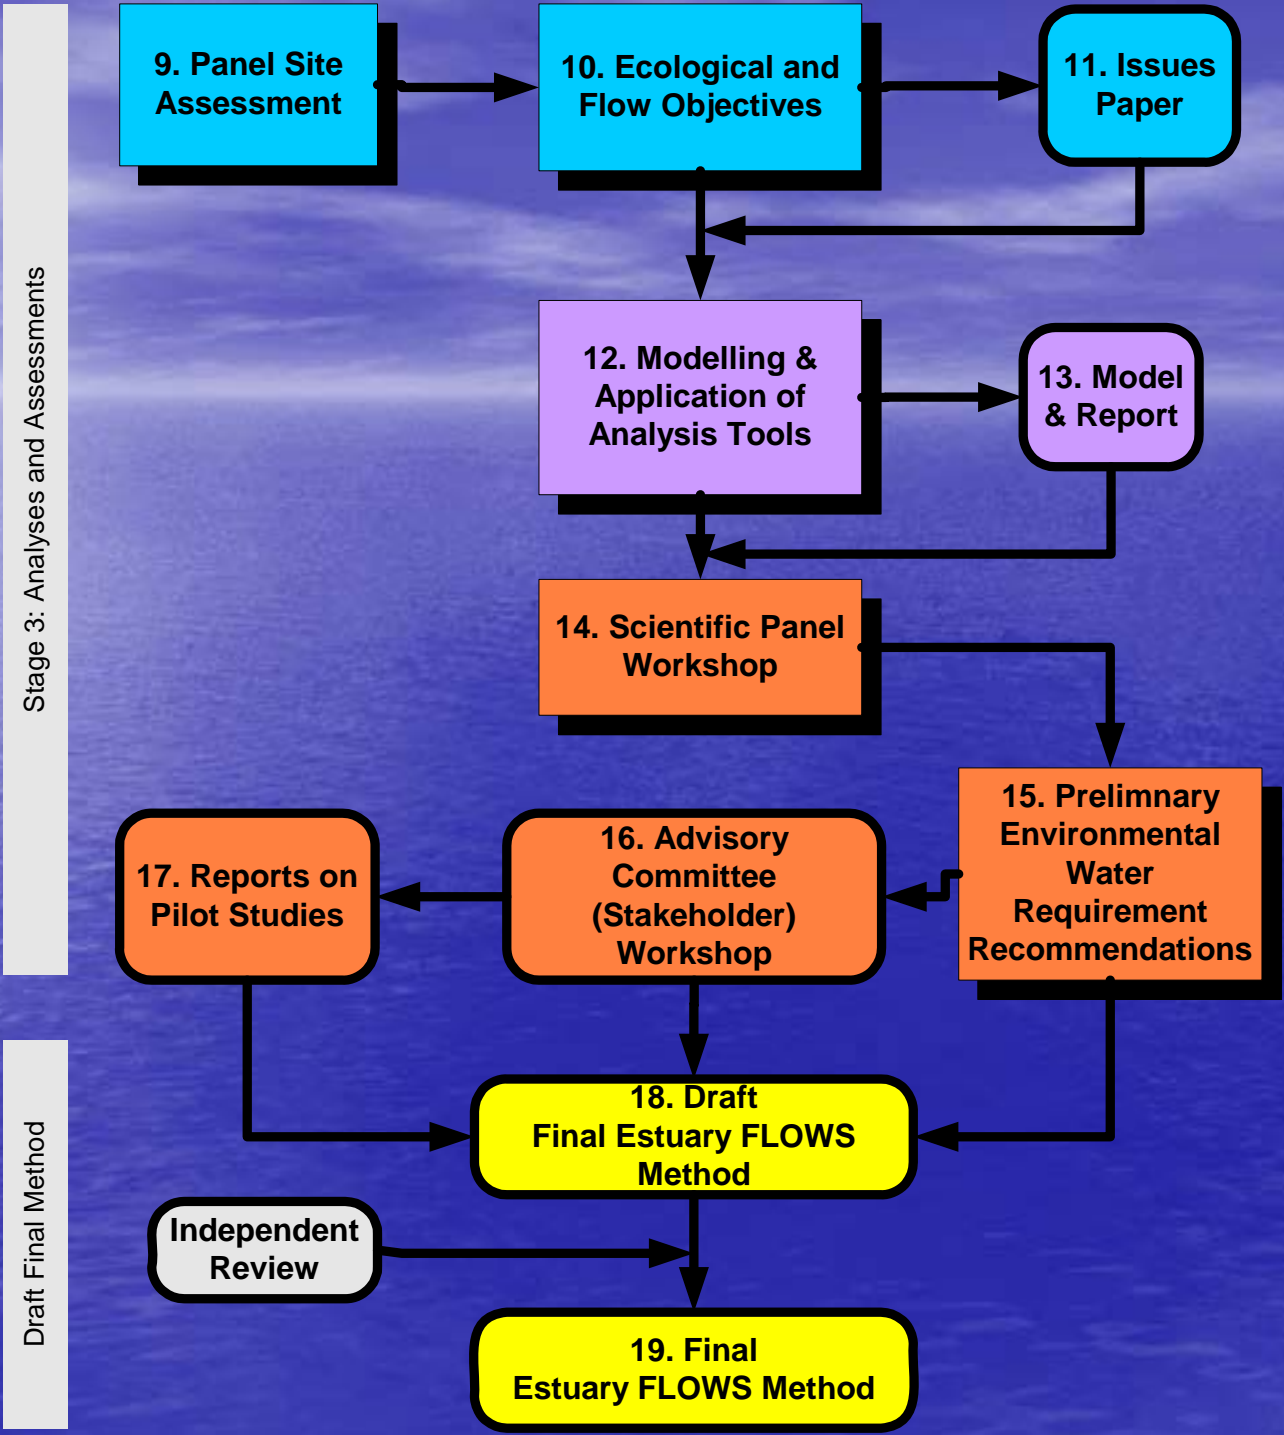 Stage 3: Analyses and Assessments
9. Panel Site
Assessment
10. Ecological and
Flow Objectives
11. Issues
Paper
12. Modelling &
Application of
Analysis Tools
13. Model
& Report
14. Scientific Panel
Workshop
15. Prelimnary
Environmental
Water
Requirement
Recommendations
16. Advisory
Committee
(Stakeholder)
Workshop
17. Reports on
Pilot Studies
Draft Final Method
18. Draft
Final Estuary FLOWS
Method
Independent
Review
19. Final
Estuary FLOWS Method